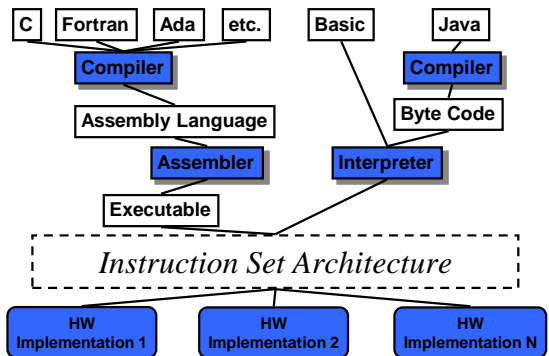 C Fortran Ada etc. Basic Java
Compiler Compiler
Assembly Language Byte Code
Assembler Interpreter
Executable
Instruction Set Architecture
HW HW HW
Implementation 1 Implementation 2 Implementation N